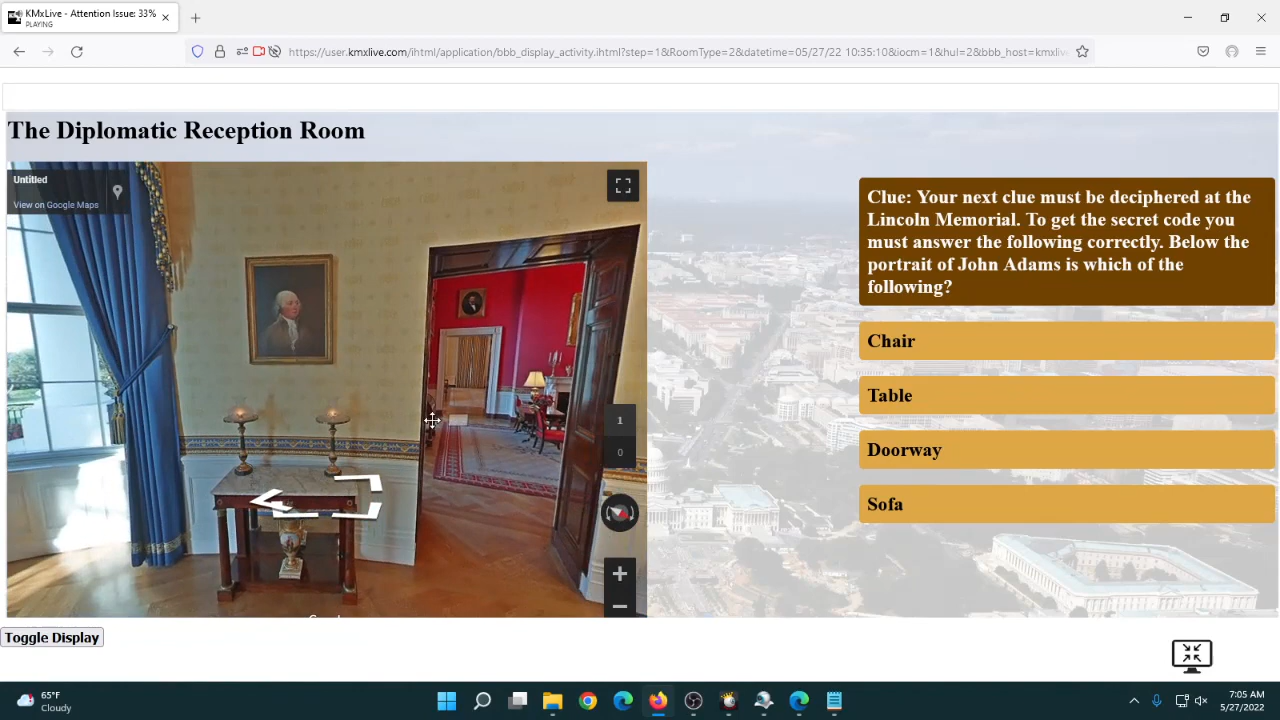 KMxLive - Attention Issue: 33%
PLAYING
https://user.kmxlive.com/ihtml/application/bbb_display_activity.ihtml?step=1&RoomType=2&datetime=05/27/22 10:35:10&iocm=1&hul=2&bbb_host=kmxliv
The Diplomatic Reception Room
Untitled
View on Google Maps
1
0
Clue: Your next clue must be deciphered at the
Lincoln Memorial. To get the secret code you
must answer the following correctly. Below the
portrait of John Adams is which of the
following?
Chair
Table
Doorway
Sofa
Toggle Display
65°F
Cloudy
7:05 AM
5/27/2022